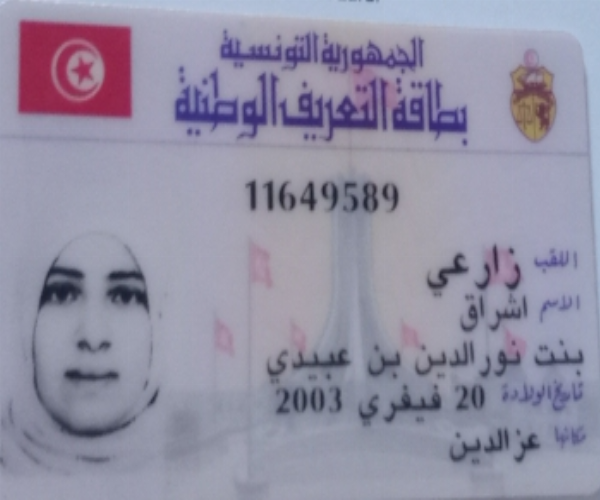 الجمهورية التونسية
بطاقة التعريف الوطنية
11649589
اللقب زارعي
الاسم اشراق
بنت نورالدين بن عبيدي
تاريخ الولادة 20 فيفري 2003
مكانها عزالدين